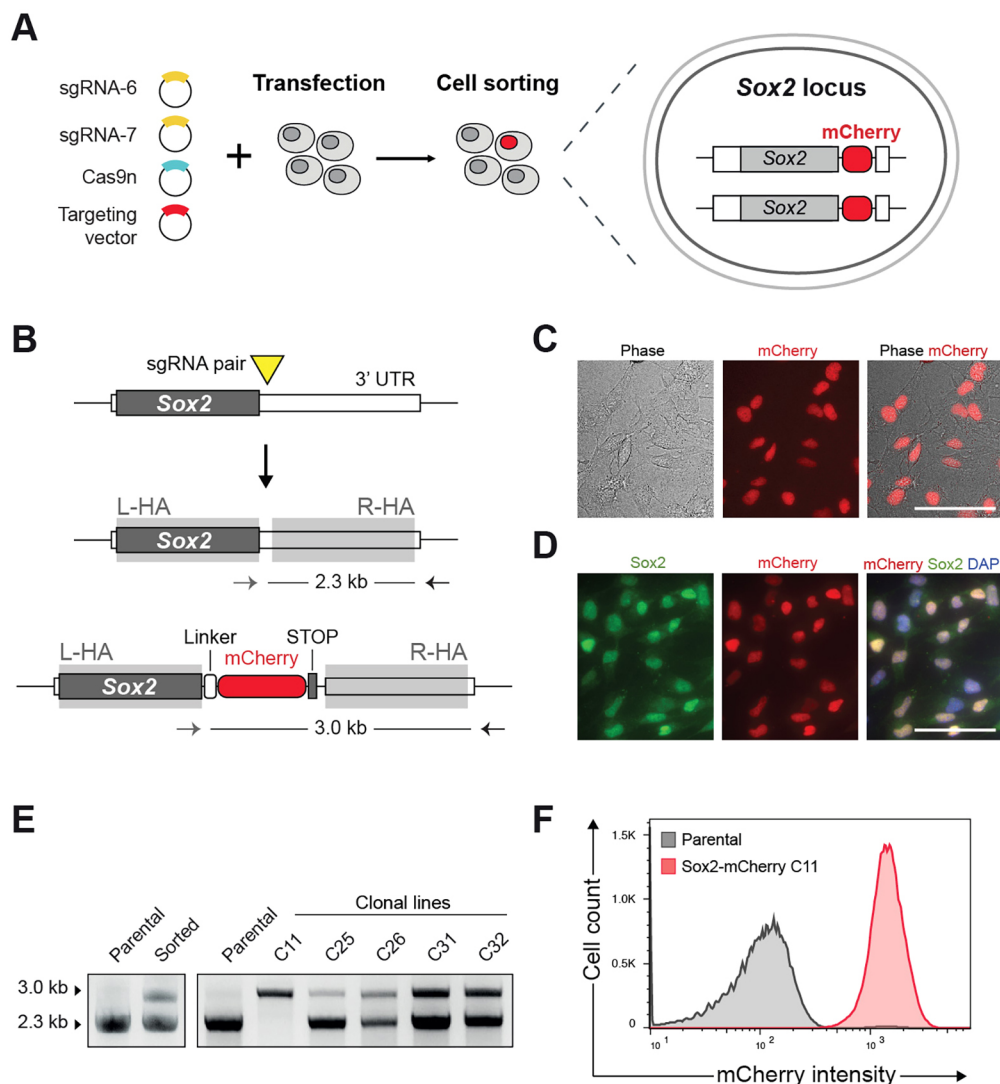 A
sgRNA-6
sgRNA-7
Cas9n
Targeting
vector
+
Transfection
Cell sorting
Sox2 locus
mCherry
Sox2
Sox2
B
sgRNA pair
3' UTR
Sox2
L-HA
R-HA
Sox2
2.3 kb
Linker
STOP
L-HA
mCherry
R-HA
Sox2
3.0 kb
C
Phase
mCherry
Phase mCherry
D
Sox2
mCherry
mCherry Sox2 DAP
E
Clonal lines
Parental
Sorted
Parental
C11
C25
C26
C31
C32
3.0 kb
2.3 kb
F
Parental
Sox2-mCherry C11
Cell count
1.5K
1.0K
0.5K
0
10 1
10 2
10 3
mCherry intensity